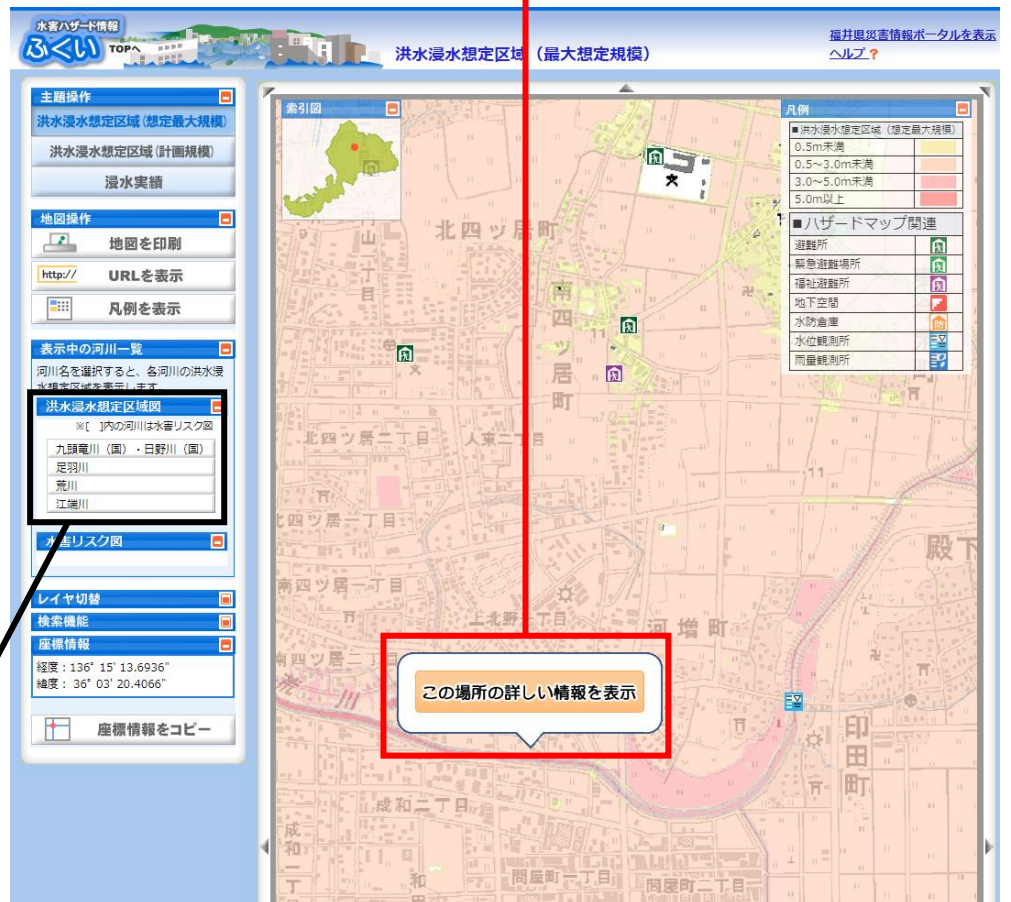 水害ハザード情報
ふくい TOPへ
洪水浸水想定区域（最大想定規模）
福井県災害情報ポータルを表示
ヘルプ?
主題操作
洪水浸水想定区域(想定最大規模)
洪水浸水想定区域(計画規模)
浸水実績
地図操作
地図を印刷
http:// URLを表示
凡例を表示
表示中の河川一覧
河川名を選択すると、各河川の洪水浸
水想定区域を表示します。
洪水浸水想定区域図
※[ ]内の河川は水害リスク図
九頭竜川（国）・日野川（国）
足羽川
荒川
江端川
水害リスク図
レイヤ切替
検索機能
座標情報
経度：136° 15' 13.6936"
緯度： 36° 03' 20.4066"
座標情報をコピー
索引図
凡例
■洪水浸水想定区域（想定最大規模）
0.5m未満
0.5～3.0m未満
3.0～5.0m未満
5.0m以上
■ハザードマップ関連
避難所
緊急避難場所
福祉避難所
地下空間
水防倉庫
水位観測所
雨量観測所
北四ツ居町
南四ツ居町
北四ツ居二丁目
四ツ居一丁目
南四ツ居一丁目
上北野二丁目
河増町
殿下
荒川
この場所の詳しい情報を表示
印田町
成和二丁目
成和一丁
問屋町一丁目
問屋町二丁目